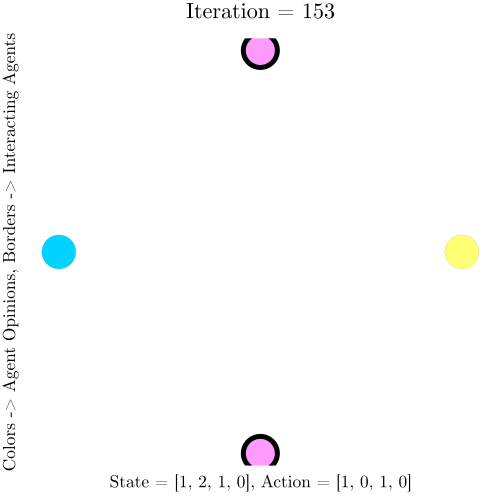 Iteration = 153
Colors -> Agent Opinions, Borders -> Interacting Agents
State = [1, 2, 1, 0], Action = [1, 0, 1, 0]